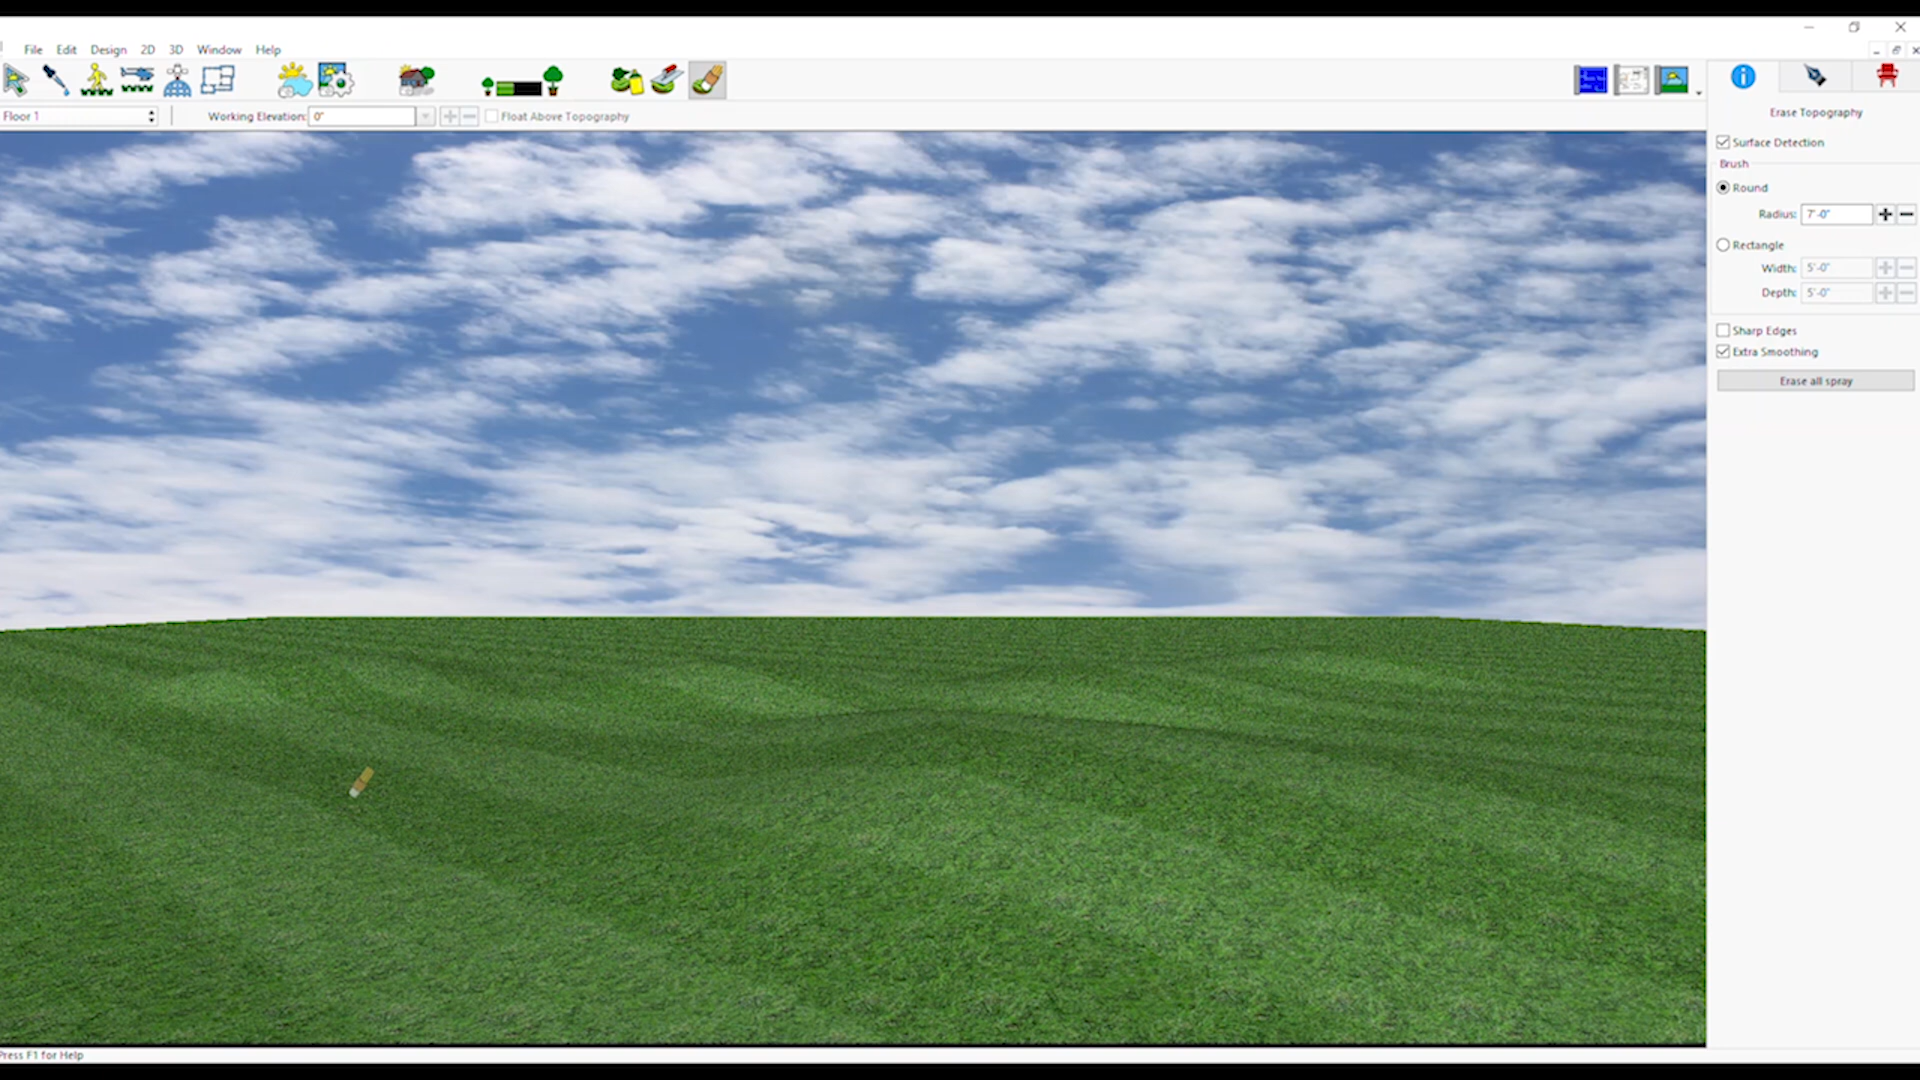 File Edit Design 2D 3D Window Help
Floor 1 Working Elevation: 0" Float Above Topography
Erase Topography
Surface Detection
Brush
Round
Radius: 7'-0"
Rectangle
Width: 5'-0"
Depth: 5'-0"
Sharp Edges
Extra Smoothing
Erase all spray
Press F1 for Help